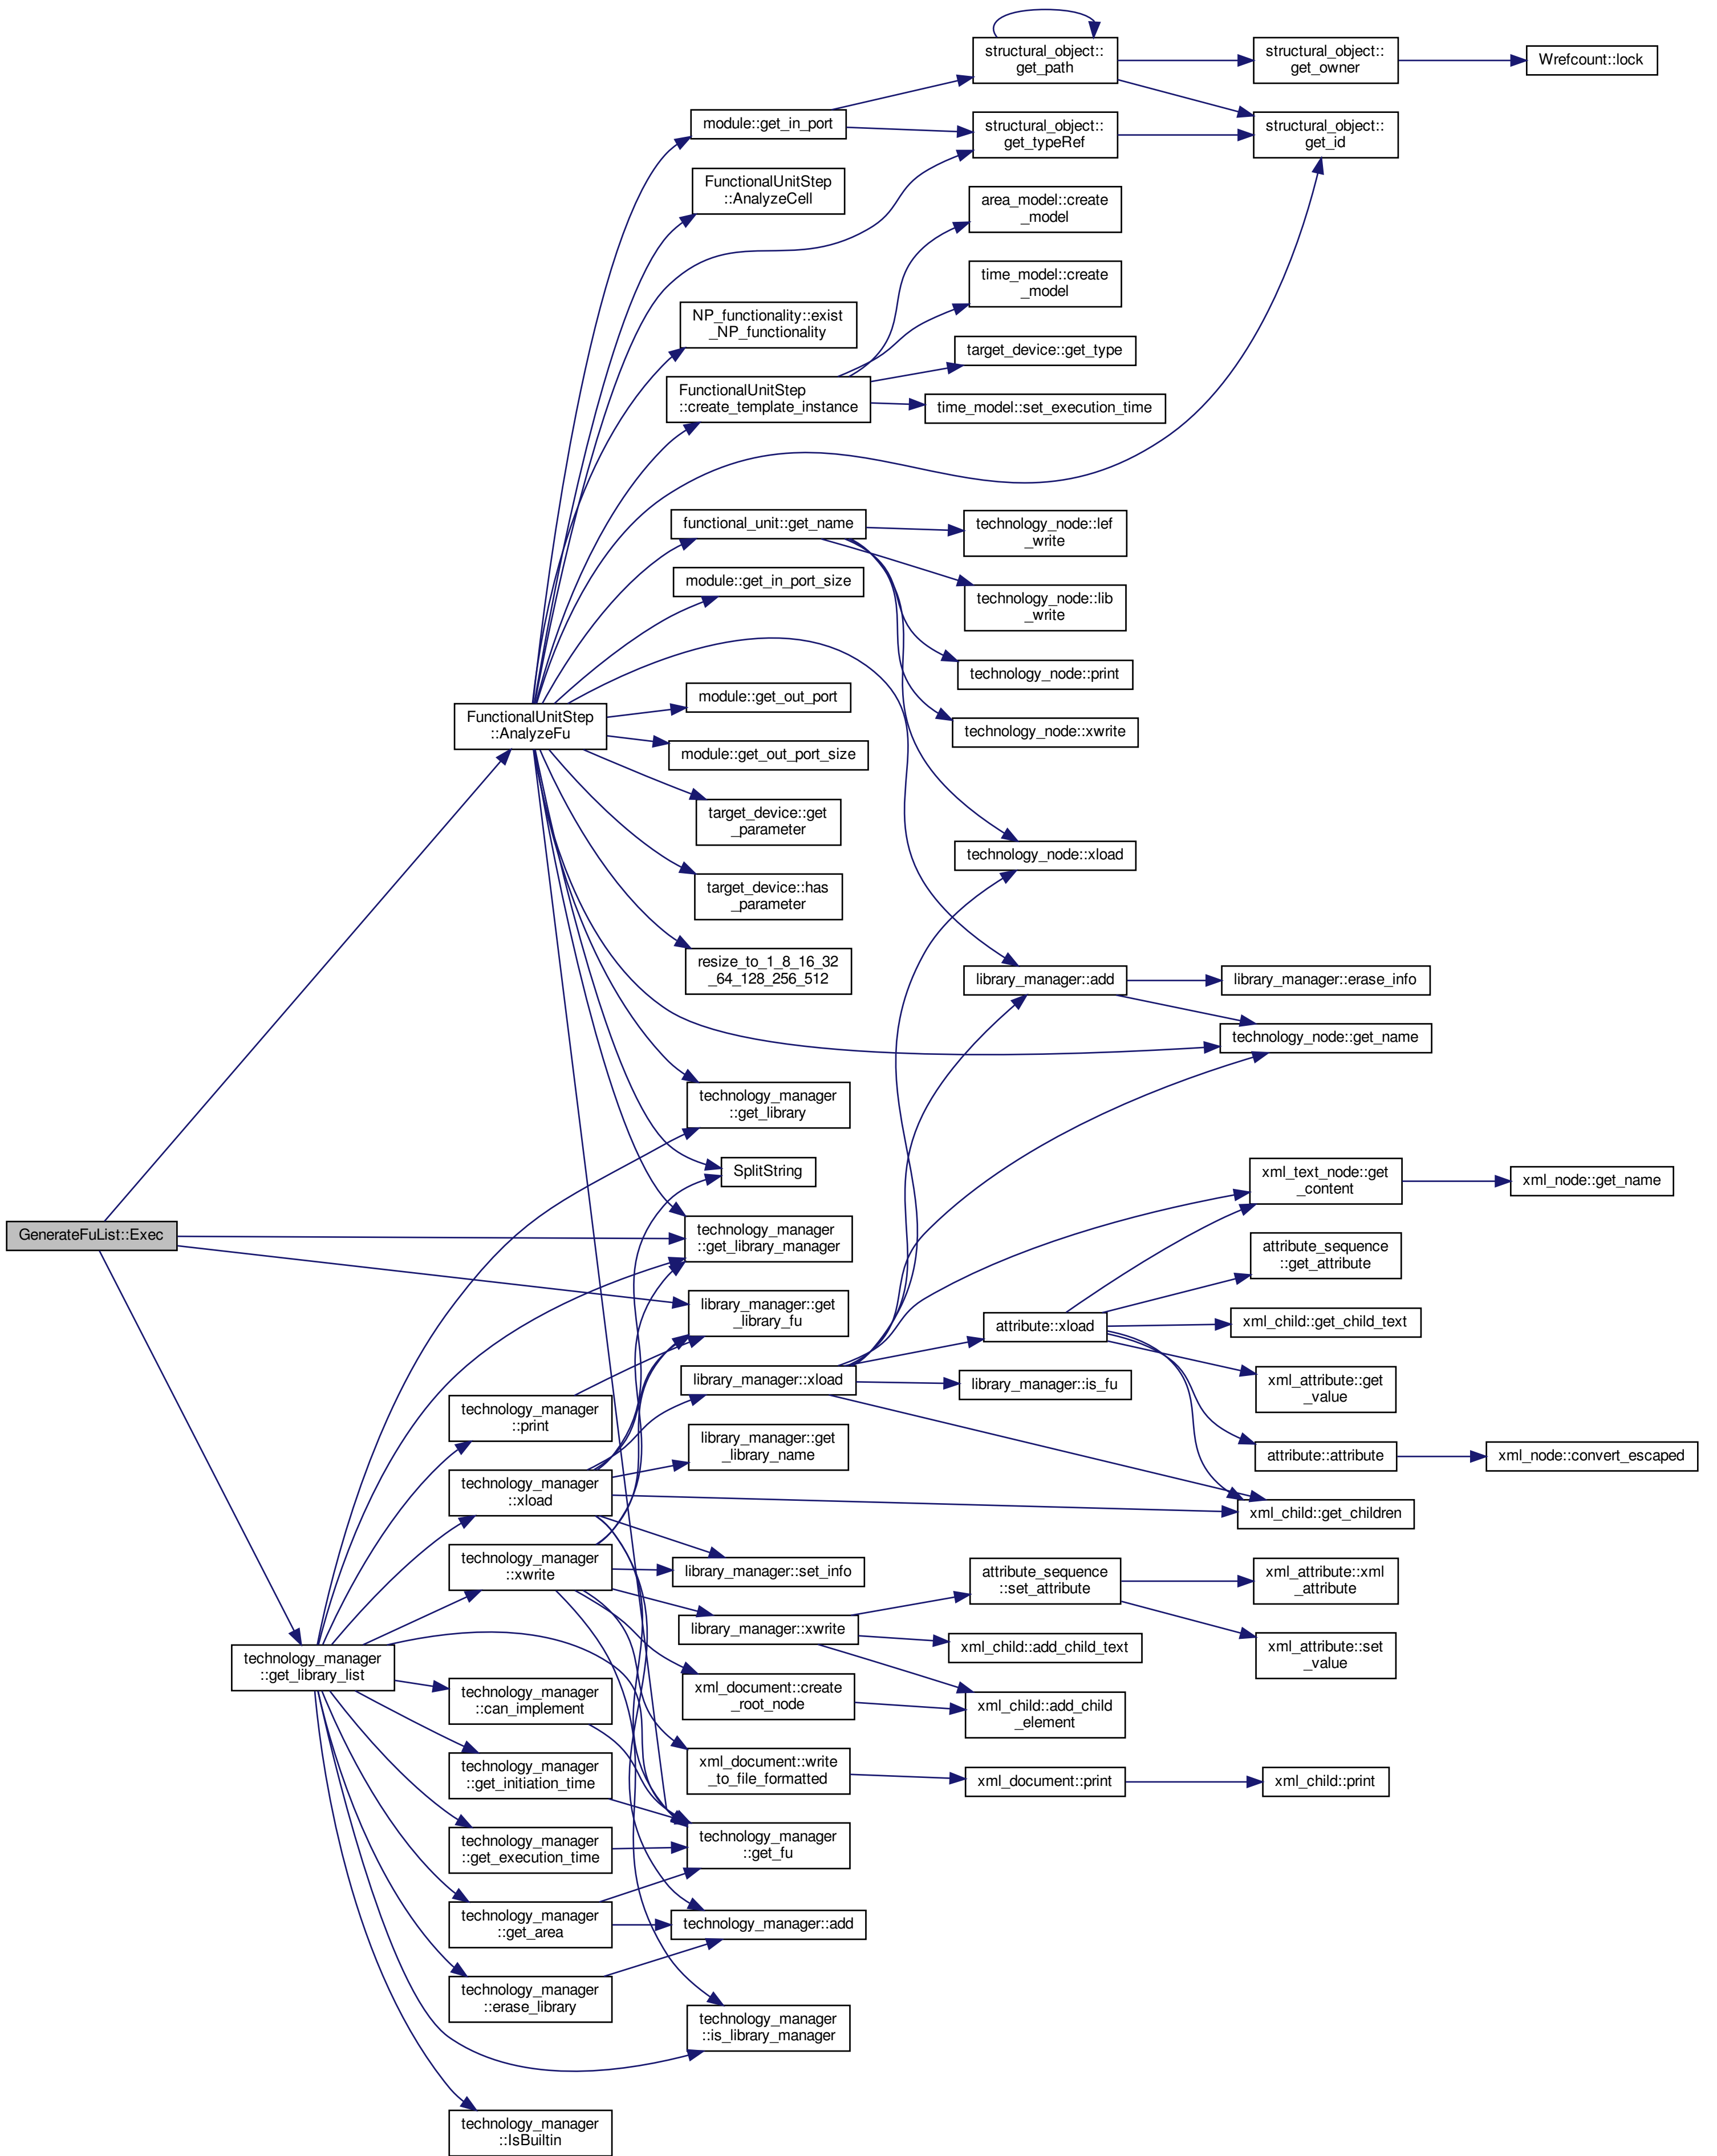 structural_object::
get_path
structural_object::
get_owner
Wrefcount::lock
module::get_in_port
structural_object::
get_typeRef
structural_object::
get_id
FunctionalUnitStep
::AnalyzeCell
area_model::create
_model
time_model::create
_model
NP_functionality::exist
_NP_functionality
target_device::get_type
FunctionalUnitStep
::create_template_instance
time_model::set_execution_time
functional_unit::get_name
technology_node::lef
_write
module::get_in_port_size
technology_node::lib
_write
technology_node::print
module::get_out_port
FunctionalUnitStep
::AnalyzeFu
technology_node::xwrite
module::get_out_port_size
target_device::get
_parameter
technology_node::xload
target_device::has
_parameter
resize_to_1_8_16_32
_64_128_256_512
library_manager::add
library_manager::erase_info
technology_node::get_name
technology_manager
::get_library
SplitString
xml_text_node::get
_content
xml_node::get_name
GenerateFuList::Exec
technology_manager
::get_library_manager
attribute_sequence
::get_attribute
library_manager::get
_library_fu
attribute::xload
xml_child::get_child_text
library_manager::xload
library_manager::is_fu
xml_attribute::get
_value
technology_manager
::print
library_manager::get
_library_name
attribute::attribute
xml_node::convert_escaped
technology_manager
::xload
xml_child::get_children
technology_manager
::xwrite
library_manager::set_info
attribute_sequence
::set_attribute
xml_attribute::xml
_attribute
library_manager::xwrite
xml_child::add_child_text
xml_attribute::set
_value
technology_manager
::get_library_list
technology_manager
::can_implement
xml_document::create
_root_node
xml_child::add_child
_element
technology_manager
::get_initiation_time
xml_document::write
_to_file_formatted
xml_document::print
xml_child::print
technology_manager
::get_execution_time
technology_manager
::get_fu
technology_manager
::get_area
technology_manager::add
technology_manager
::erase_library
technology_manager
::is_library_manager
technology_manager
::IsBuiltin